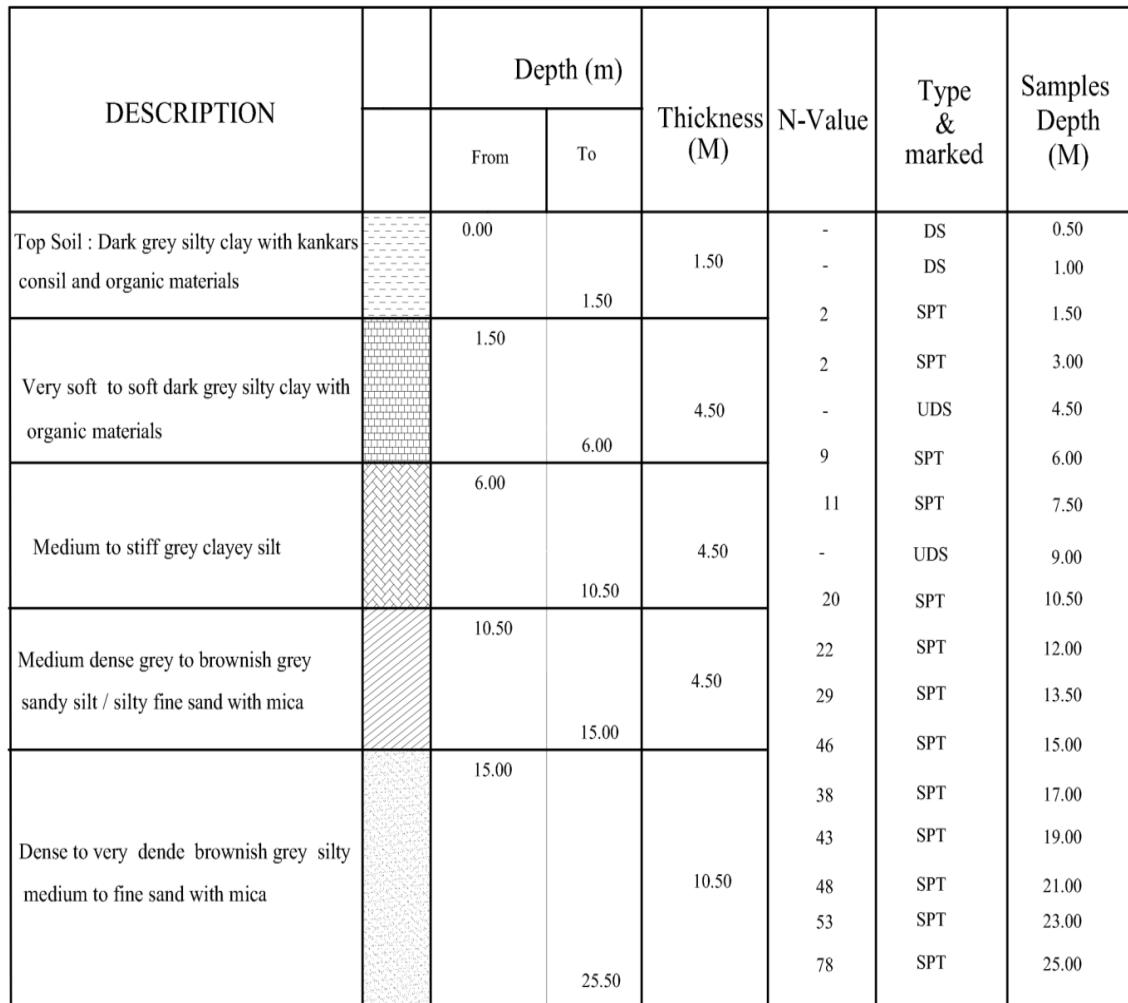 DESCRIPTION
Depth (m)
From
To
Thickness
(M)
N-Value
Type
&
marked
Samples
Depth
(M)
Top Soil : Dark grey silty clay with kankars
consil and organic materials
0.00
1.50
1.50
Very soft to soft dark grey silty clay with
organic materials
1.50
6.00
4.50
Medium to stiff grey clayey silt
6.00
10.50
4.50
Medium dense grey to brownish grey
sandy silt / silty fine sand with mica
10.50
15.00
4.50
Dense to very dende brownish grey silty
medium to fine sand with mica
15.00
25.50
10.50
- DS 0.50
- DS 1.00
2 SPT 1.50
2 SPT 3.00
- UDS 4.50
9 SPT 6.00
11 SPT 7.50
- UDS 9.00
20 SPT 10.50
22 SPT 12.00
29 SPT 13.50
46 SPT 15.00
38 SPT 17.00
43 SPT 19.00
48 SPT 21.00
53 SPT 23.00
78 SPT 25.00